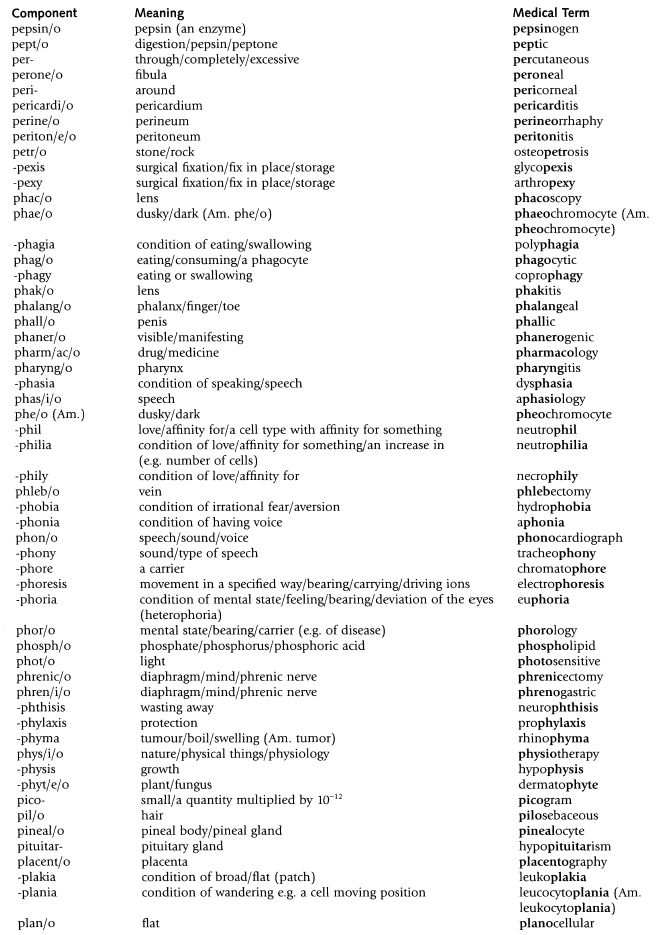 Component Meaning Medical Term
pepsin/o pepsin (an enzyme) pepsinogen
pept/o digestion/pepsin/peptone peptic
per- through/completely/excessive percutaneous
perone/o fibula peroneal
peri- around pericorneal
pericardi/o pericardium pericarditis
perine/o perineum perineorrhaphy
periton/e/o peritoneum peritonitis
petr/o stone/rock osteopetrosis
-pexis surgical fixation/fix in place/storage glycopexis
-pexy surgical fixation/fix in place/storage arthropexy
phac/o lens phacoscopy
phae/o dusky/dark (Am. phe/o) phaeochromocyte (Am.
pheochromocyte)
-phagia condition of eating/swallowing polyphagia
phag/o eating/consuming/a phagocyte phagocytic
-phagy eating or swallowing coprophagy
phak/o lens phakitis
phalang/o phalanx/finger/toe phalangeal
phall/o penis phallic
phaner/o visible/manifesting phanerogenic
pharm/ac/o drug/medicine pharmacology
pharyng/o pharynx pharyngitis
-phasia condition of speaking/speech dysphasia
phas/i/o speech aphasiology
phe/o (Am.) dusky/dark pheochromocyte
-phil love/affinity for/a cell type with affinity for something neutrophil
-philia condition of love/affinity for something/an increase in neutrophilia
(e.g. number of cells)
-phily condition of love/affinity for necrophily
phleb/o vein phlebectomy
-phobia condition of irrational fear/aversion hydrophobia
-phonia condition of having voice aphonia
phon/o speech/sound/voice phonocardiograph
-phony sound/type of speech tracheophony
-phore a carrier chromatophore
-phoresis movement in a specified way/bearing/carrying/driving ions electrophoresis
-phoria condition of mental state/feeling/bearing/deviation of the eyes euphoria
(heterophoria)
phor/o mental state/bearing/carrier (e.g. of disease) phorology
phosph/o phosphate/phosphorus/phosphoric acid phospholipid
phot/o light photosensitive
phrenic/o diaphragm/mind/phrenic nerve phrenicectomy
phren/i/o diaphragm/mind/phrenic nerve phrenogastric
-phthisis wasting away neurophthisis
-phylaxis protection prophylaxis
-phyma tumour/boil/swelling (Am. tumor) rhinophyma
phys/i/o nature/physical things/physiology physiotherapy
-physis growth hypophysis
-phyt/e/o plant/fungus dermatophyte
pico- small/a quantity multiplied by 10⁻¹² picogram
pil/o hair pilosebaceous
pineal/o pineal body/pineal gland pinealocyte
pituitar- pituitary gland hypopituitarism
placent/o placenta placentography
-plakia condition of broad/flat (patch) leukoplakia
-plania condition of wandering e.g. a cell moving position leucocytoplania (Am.
leukocytoplania)
plan/o flat planocellular